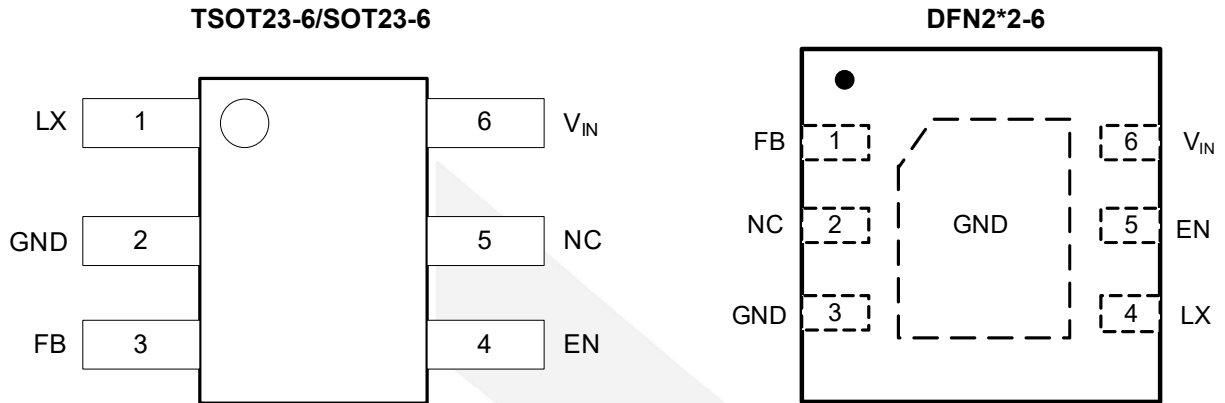 TSOT23-6/SOT23-6
LX 1 6 VIN
GND 2 5 NC
FB 3 4 EN
DFN2*2-6
FB 1 6 VIN
NC 2 GND 5 EN
GND 3 4 LX